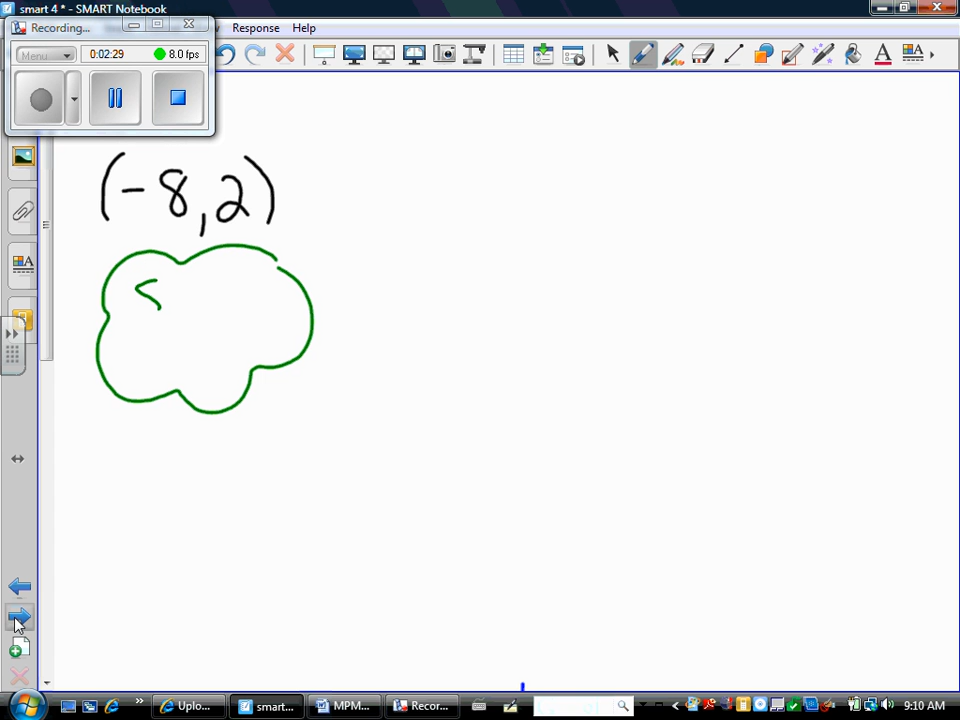 smart 4 * - SMART Notebook
Recording...
Response Help
Menu 0:02:29 8.0 fps
(-8,2)
<
Uplo... smart... MPM... Recor... 9:10 AM